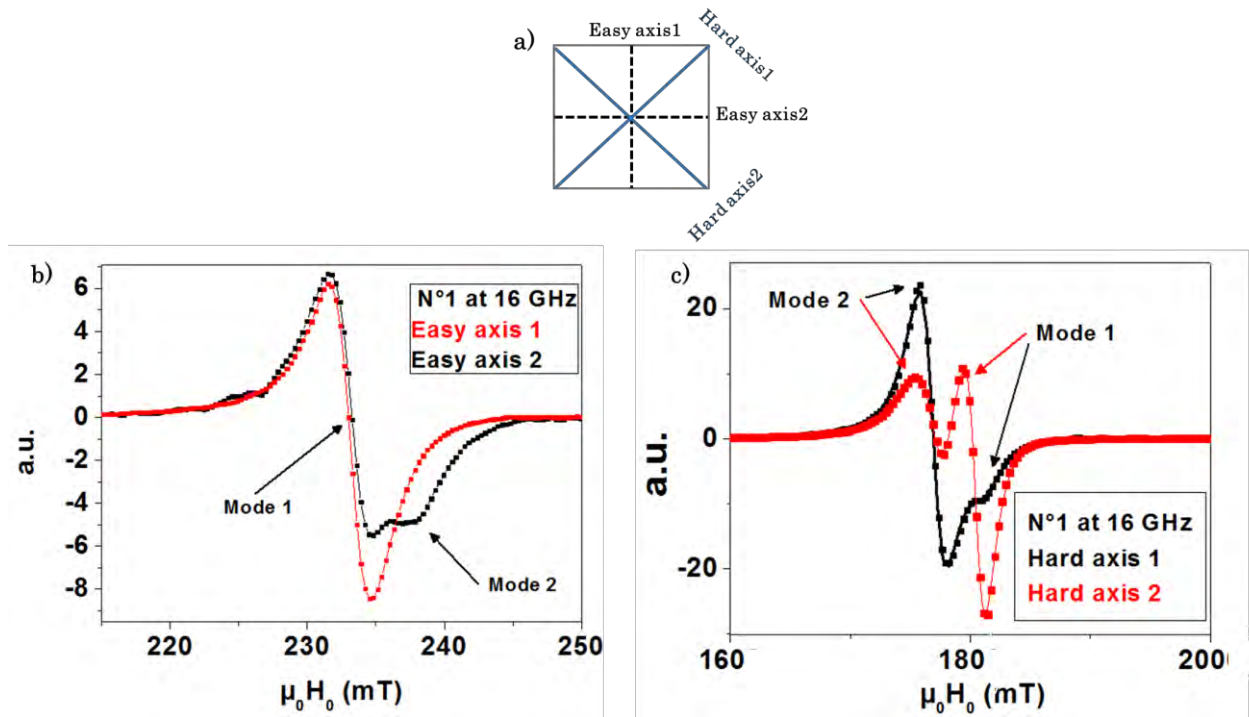 a)
Easy axis1
Hard axis1
Easy axis2
Hard axis2
b)
6
4
2
0
-2
-4
-6
-8
a.u.
N°1 at 16 GHz
Easy axis 1
Easy axis 2
Mode 1
Mode 2
220
230
240
250
µ₀H₀ (mT)
c)
20
0
-20
a.u.
Mode 2
Mode 1
N°1 at 16 GHz
Hard axis 1
Hard axis 2
160
180
2000
µ₀H₀ (mT)